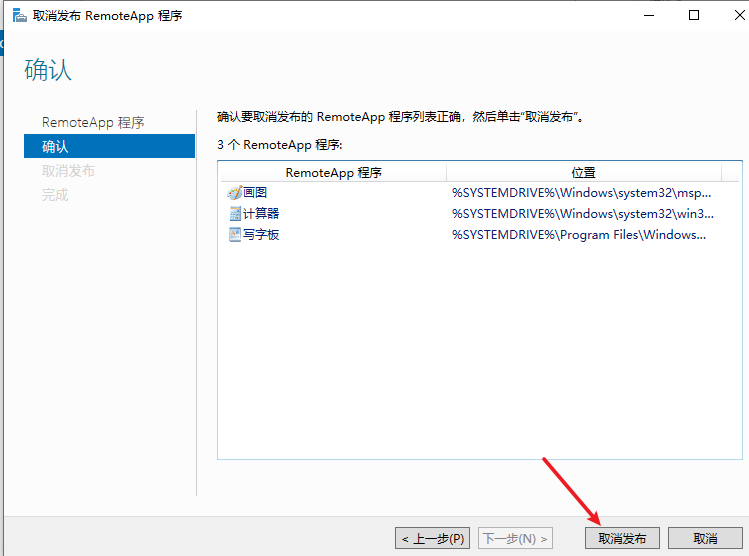 取消发布 RemoteApp 程序
确认
RemoteApp 程序
确认
取消发布
完成
确认要取消发布的 RemoteApp 程序列表正确，然后单击“取消发布”。
3 个 RemoteApp 程序:
RemoteApp 程序 位置
画图 %SYSTEMDRIVE%\Windows\system32\msp...
计算器 %SYSTEMDRIVE%\Windows\system32\win3...
写字板 %SYSTEMDRIVE%\Program Files\Windows...
< 上一步(P) 下一步(N) > 取消发布 取消